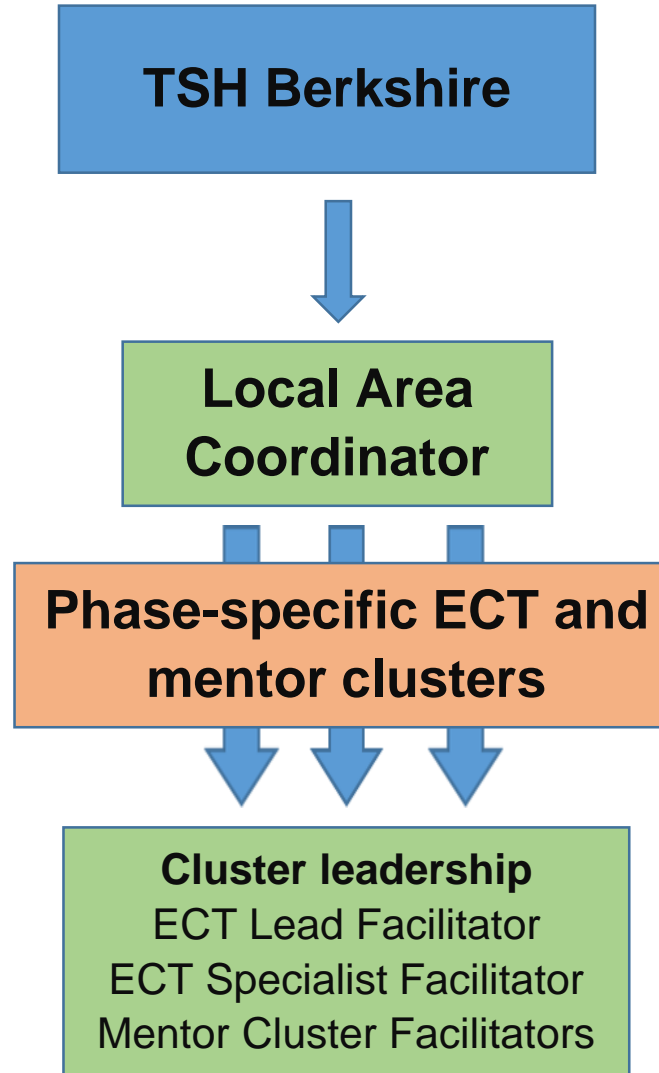 TSH Berkshire
Local Area
Coordinator
Phase-specific ECT and
mentor clusters
Cluster leadership
ECT Lead Facilitator
ECT Specialist Facilitator
Mentor Cluster Facilitators